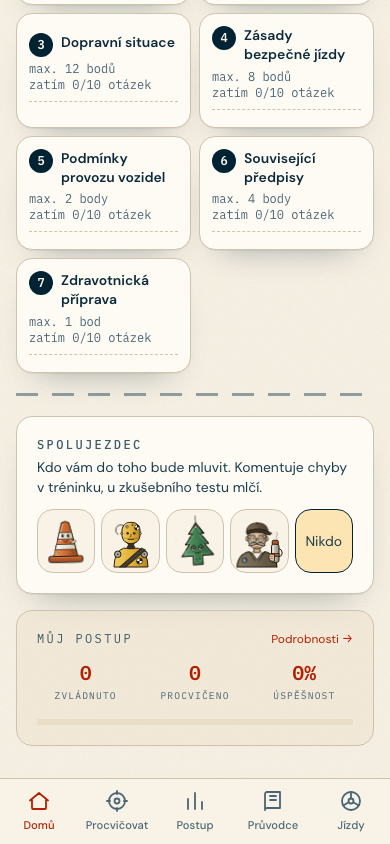 3 Dopravní situace
max. 12 bodů
zatím 0/10 otázek
4 Zásady
bezpečné jízdy
max. 8 bodů
zatím 0/10 otázek
5 Podmínky
provozu vozidel
max. 2 body
zatím 0/10 otázek
6 Související
předpisy
max. 4 body
zatím 0/10 otázek
7 Zdravotnická
příprava
max. 1 bod
zatím 0/10 otázek
SPOLUJEZDEC
Kdo vám do toho bude mluvit. Komentuje chyby
v tréninku, u zkušebního testu mlčí.
Nikdo
MŮJ POSTUP
Podrobnosti →
0 0 0%
ZVLÁDNUTO PROCVIČENO ÚSPĚŠNOST
Domů Procvičovat Postup Průvodce Jízdy